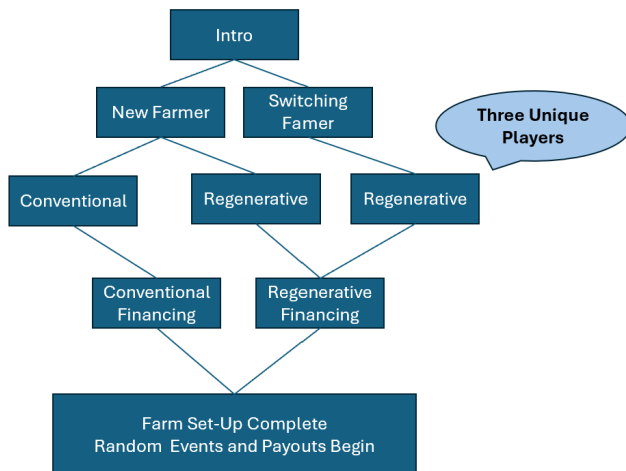 Intro
New Farmer
Switching
Famer
Three Unique
Players
Conventional
Regenerative
Regenerative
Conventional
Financing
Regenerative
Financing
Farm Set-Up Complete
Random Events and Payouts Begin